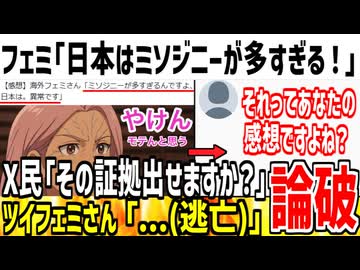 フェミ「日本はミソジニーが多すぎる！」
【感想】海外フェミさん「ミソジニーが多すぎるんですよ、
日本は。異常です」
やけん
モテんと思う
それってあなたの
感想ですよね？
X民「その証拠出せますか？」
ツイフェミさん「...(逃亡)」
論破